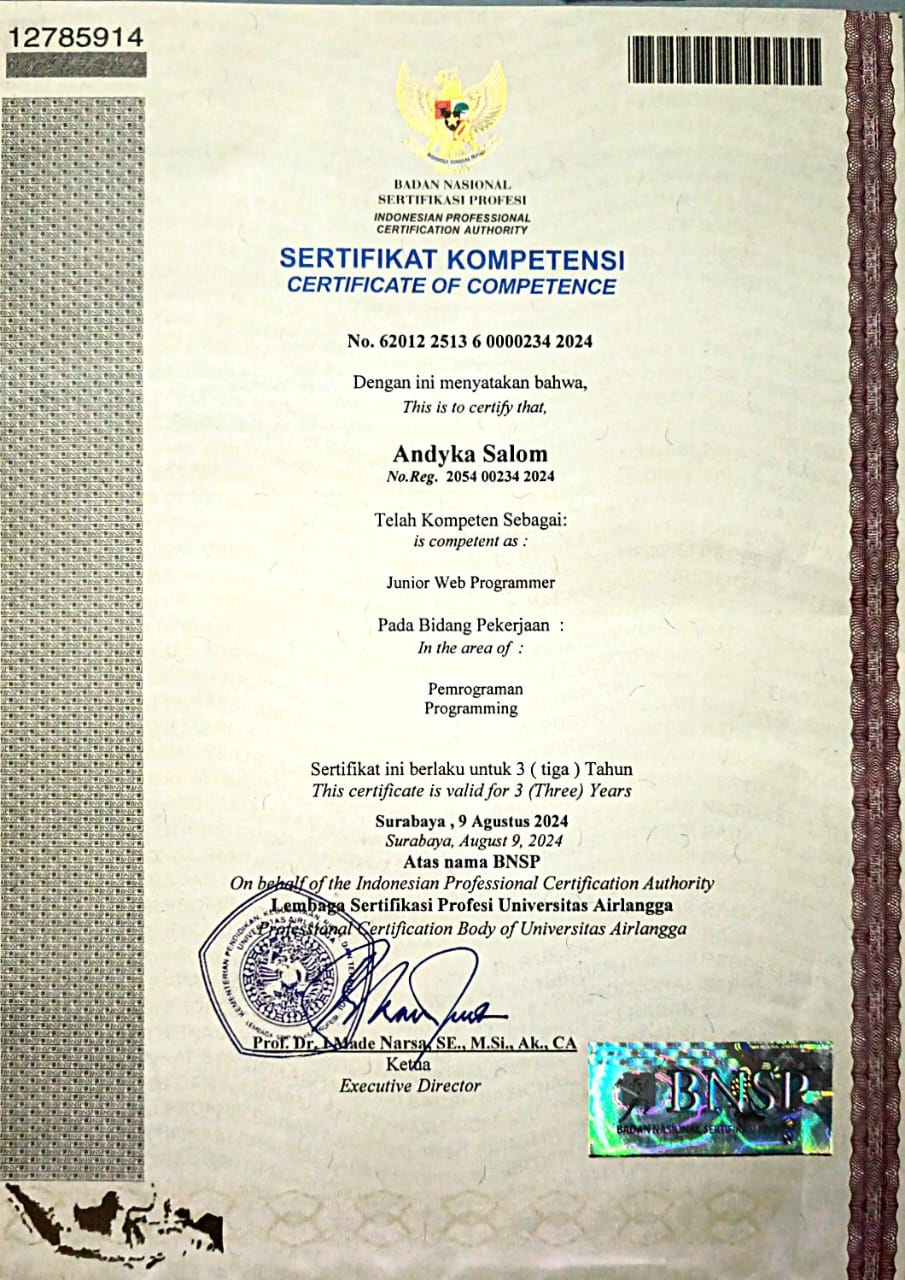 12785914
BADAN NASIONAL
SERTIFIKASI PROFESI
INDONESIAN PROFESSIONAL
CERTIFICATION AUTHORITY
SERTIFIKAT KOMPETENSI
CERTIFICATE OF COMPETENCE
No. 62012 2513 6 0000234 2024
Dengan ini menyatakan bahwa,
This is to certify that,
Andyka Salom
No.Reg. 2054 00234 2024
Telah Kompeten Sebagai:
is competent as :
Junior Web Programmer
Pada Bidang Pekerjaan :
In the area of :
Pemrograman
Programming
Sertifikat ini berlaku untuk 3 ( tiga ) Tahun
This certificate is valid for 3 (Three) Years
Surabaya , 9 Agustus 2024
Surabaya, August 9, 2024
Atas nama BNSP
On behalf of the Indonesian Professional Certification Authority
Lembaga Sertifikasi Profesi Universitas Airlangga
Professional Certification Body of Universitas Airlangga
KEMENTERIAN PENDIDIKAN,
UNIVERSITAS AIRLANGGA
LEMBAGA
Prof. Dr. I Made Narsa, SE., M.Si., Ak., CA
Ketua
Executive Director
BNSP
BADAN NASIONAL